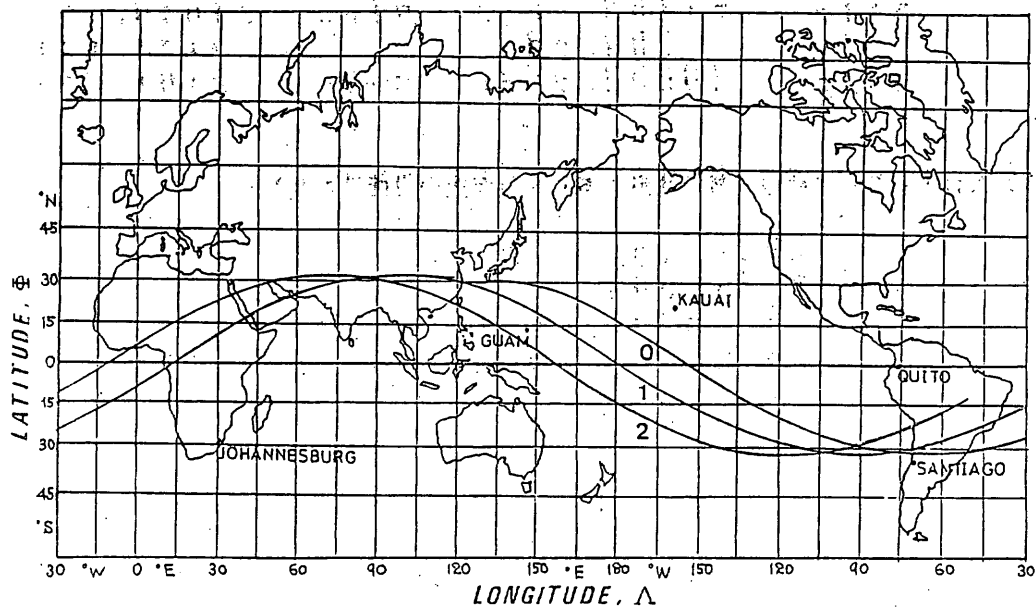 °N
45
30
15
0
15
30
45
°S
LATITUDE, Φ
KAUAI
GUAM
0
1
2
QUITO
JOHANNESBURG
SANTIAGO
30 °W 0 °E 30 60 90 120 150 °E 180 °W 150 120 90 60 30
LONGITUDE, Λ